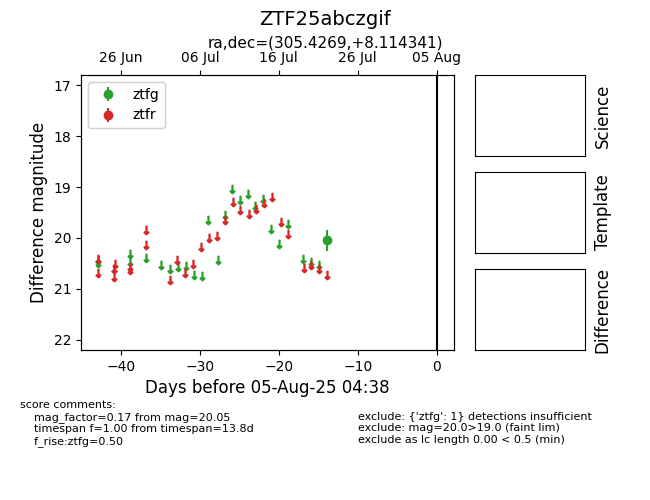 ZTF25abczgif
ra,dec=(305.4269,+8.114341)
26 Jun 06 Jul 16 Jul 26 Jul 05 Aug
17
18
19
20
21
22
Difference magnitude
ztfg
ztfr
−40 −30 −20 −10 0
Days before 05-Aug-25 04:38
Science
Template
Difference
score comments:
mag_factor=0.17 from mag=20.05
timespan f=1.00 from timespan=13.8d
f_rise:ztfg=0.50
exclude: {'ztfg': 1} detections insufficient
exclude: mag=20.0>19.0 (faint lim)
exclude as lc length 0.00 < 0.5 (min)